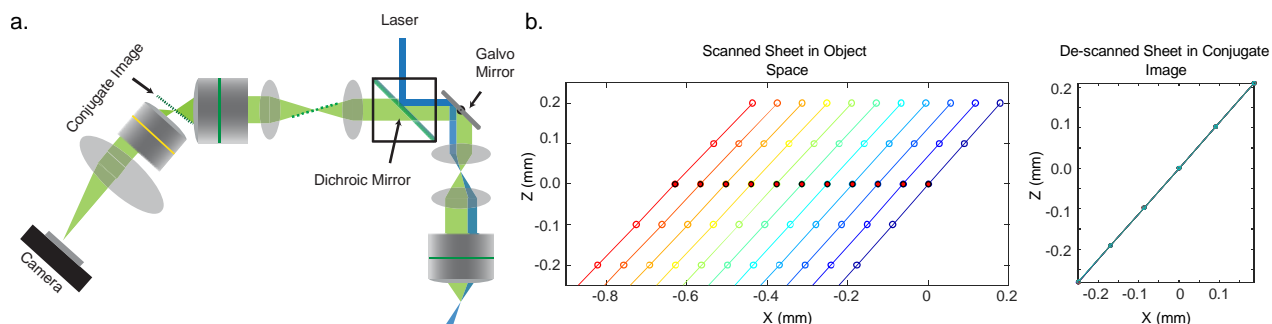 a.
Laser
Galvo
Mirror
Conjugate Image
Dichroic Mirror
Camera
b.
Scanned Sheet in Object
Space
Z (mm)
0.2
0.1
0.0
-0.1
-0.2
-0.8
-0.6
-0.4
-0.2
0
0.2
X (mm)
De-scanned Sheet in Conjugate
Image
Z (mm)
0.2
0.1
0.0
-0.1
-0.2
-0.2
-0.1
0
0.1
X (mm)